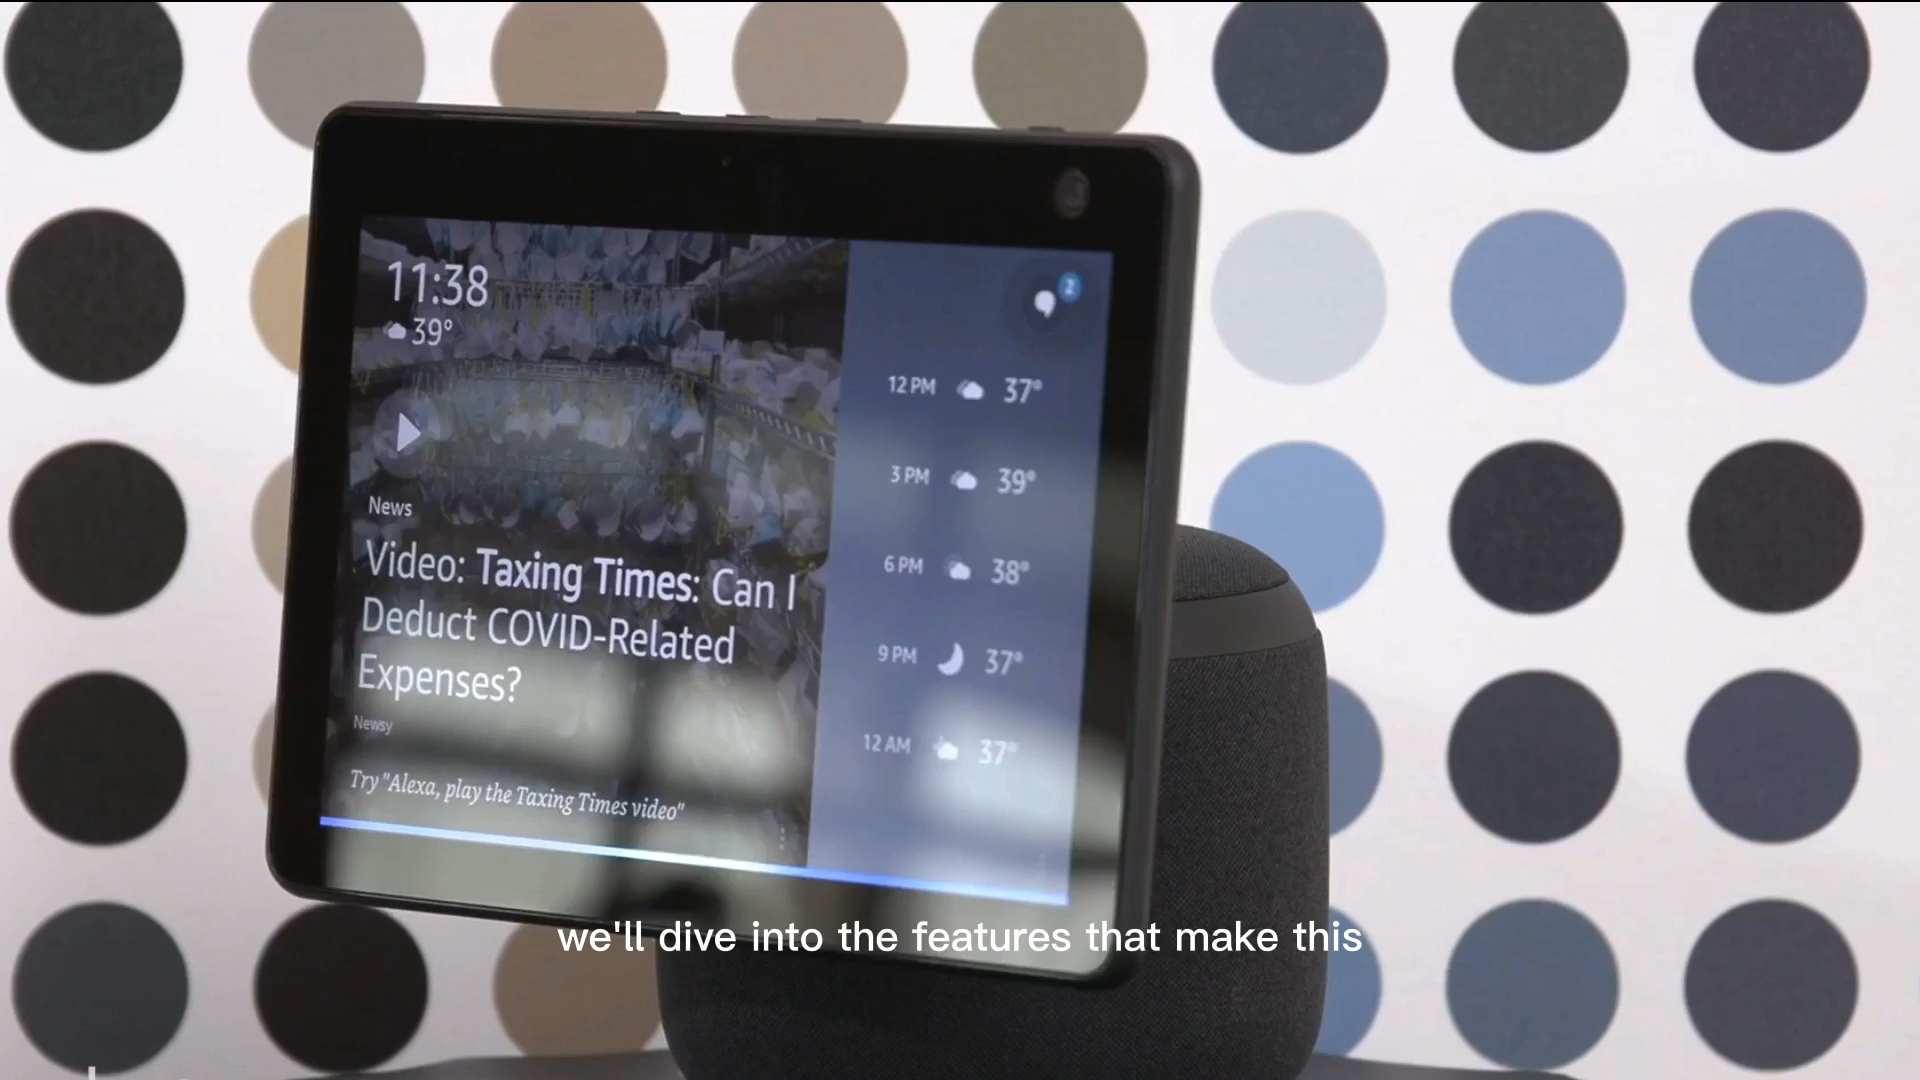 11:38
39°
2
12 PM 37°
3 PM 39°
6 PM 38°
9 PM 37°
12 AM 37°
News
Video: Taxing Times: Can I
Deduct COVID-Related
Expenses?
Newsy
Try "Alexa, play the Taxing Times video"
we'll dive into the features that make this